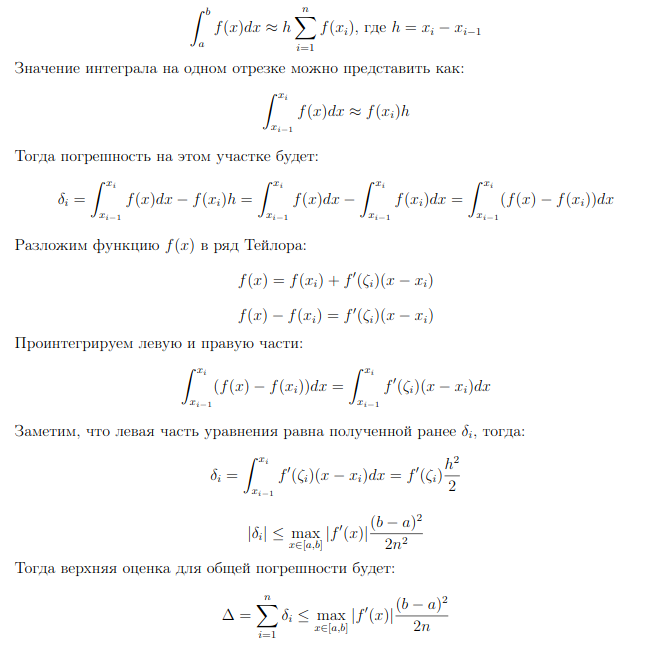 $$\int_a^b f(x)dx \approx h \sum_{i=1}^{n} f(x_i), \text{ где } h = x_i - x_{i-1}$$
Значение интеграла на одном отрезке можно представить как:
$$\int_{x_{i-1}}^{x_i} f(x)dx \approx f(x_i)h$$
Тогда погрешность на этом участке будет:
$$\delta_i = \int_{x_{i-1}}^{x_i} f(x)dx - f(x_i)h = \int_{x_{i-1}}^{x_i} f(x)dx - \int_{x_{i-1}}^{x_i} f(x_i)dx = \int_{x_{i-1}}^{x_i} (f(x) - f(x_i))dx$$
Разложим функцию $f(x)$ в ряд Тейлора:
$$f(x) = f(x_i) + f'(\zeta_i)(x - x_i)$$
$$f(x) - f(x_i) = f'(\zeta_i)(x - x_i)$$
Проинтегрируем левую и правую части:
$$\int_{x_{i-1}}^{x_i} (f(x) - f(x_i))dx = \int_{x_{i-1}}^{x_i} f'(\zeta_i)(x - x_i)dx$$
Заметим, что левая часть уравнения равна полученной ранее $\delta_i$, тогда:
$$\delta_i = \int_{x_{i-1}}^{x_i} f'(\zeta_i)(x - x_i)dx = f'(\zeta_i)\frac{h^2}{2}$$
$$|\delta_i| \leq \max_{x \in [a,b]} |f'(x)| \frac{(b-a)^2}{2n^2}$$
Тогда верхняя оценка для общей погрешности будет:
$$\Delta = \sum_{i=1}^{n} \delta_i \leq \max_{x \in [a,b]} |f'(x)| \frac{(b-a)^2}{2n}$$